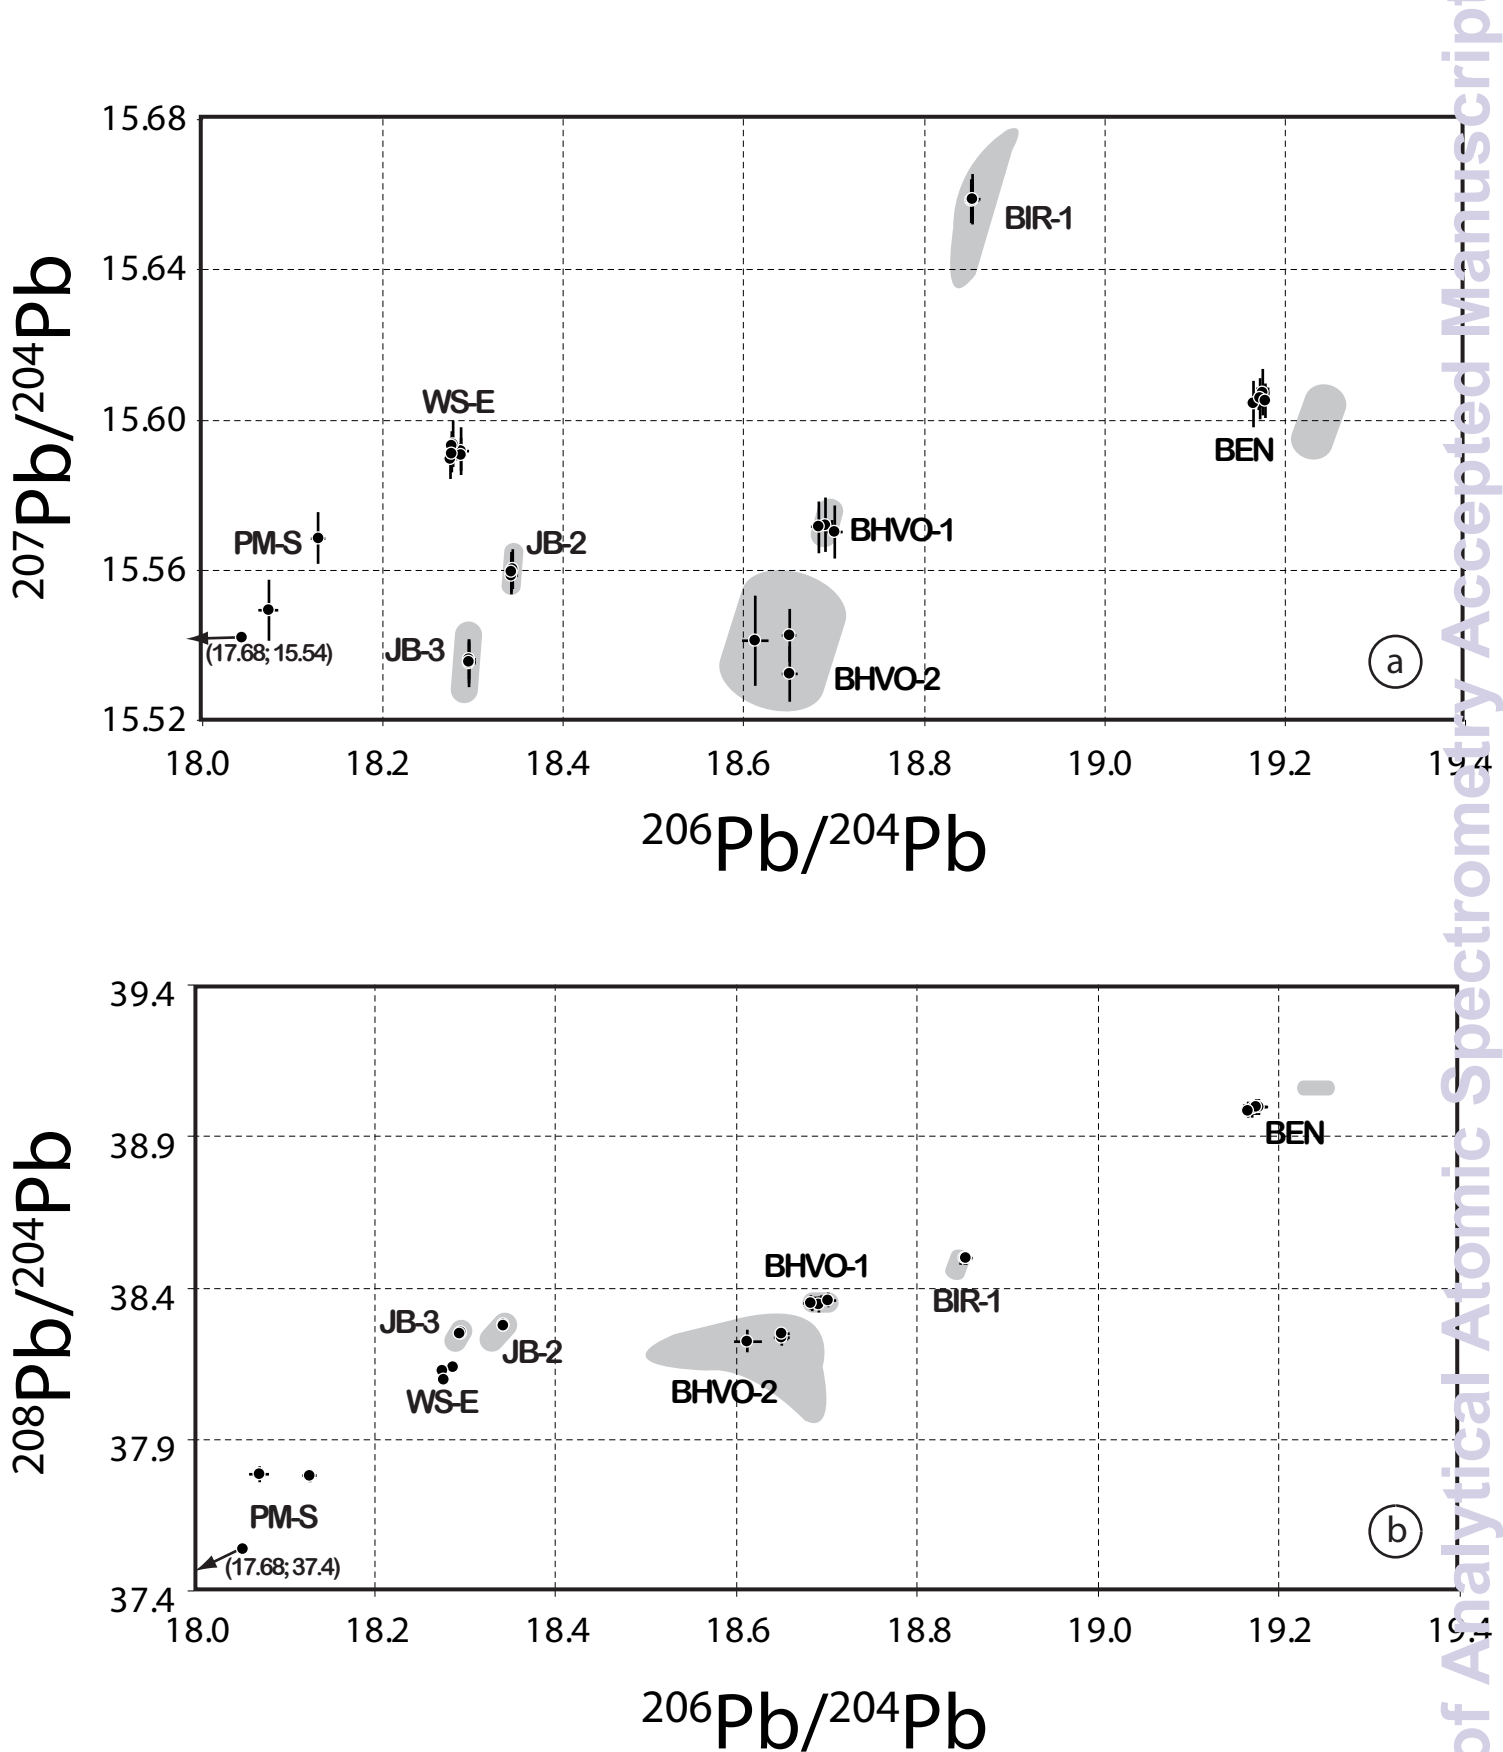 15.68
15.64
15.60
15.56
15.52
207Pb/204Pb
BIR-1
WS-E
BEN
PM-S
JB-2
BHVO-1
(17.68; 15.54)
JB-3
BHVO-2
a
18.0 18.2 18.4 18.6 18.8 19.0 19.2 19.4
206Pb/204Pb
39.4
38.9
38.4
37.9
37.4
208Pb/204Pb
BEN
BHVO-1
BIR-1
JB-3
JB-2
WS-E
BHVO-2
PM-S
(17.68; 37.4)
b
18.0 18.2 18.4 18.6 18.8 19.0 19.2 19.4
206Pb/204Pb
of Analytical Atomic Spectrometry Accepted Manuscript